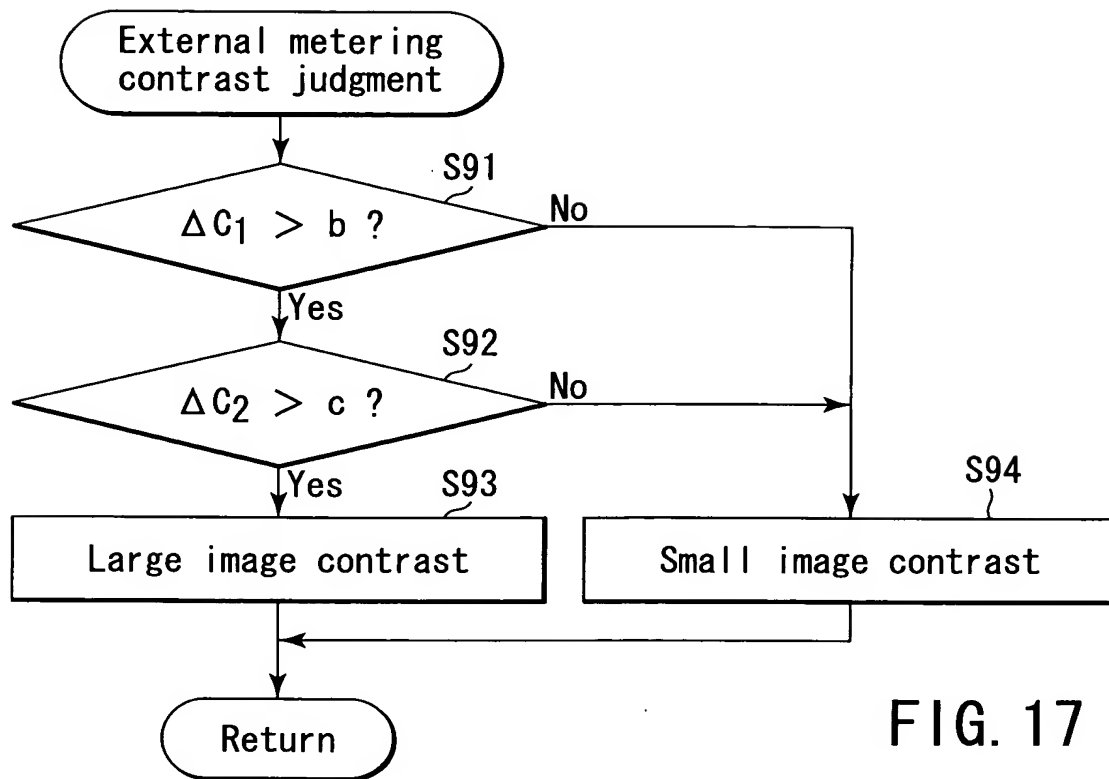 External metering
contrast judgment
S91
ΔC1 > b ?
No
Yes
S92
ΔC2 > c ?
No
Yes
S93
S94
Large image contrast
Small image contrast
Return
FIG. 17